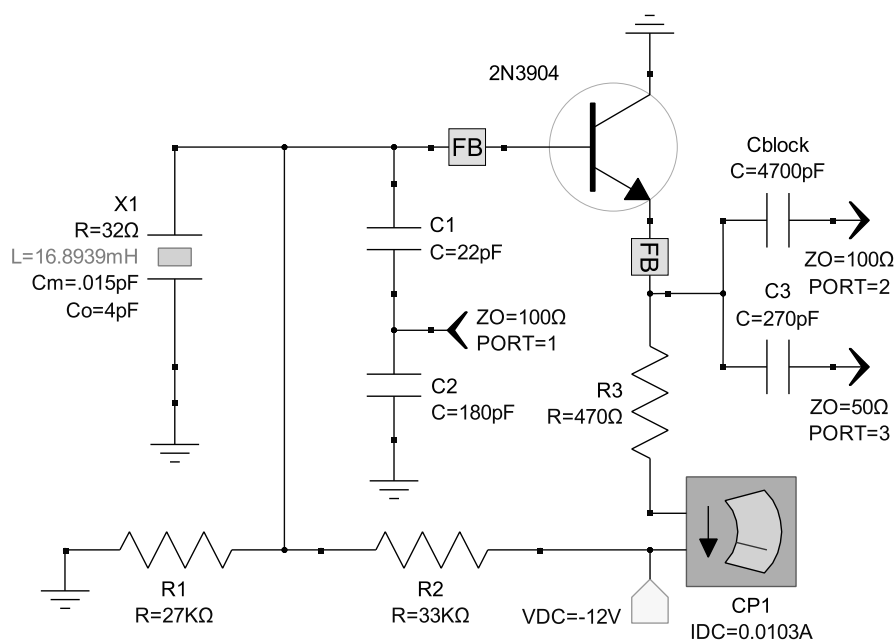 2N3904
FB
Cblock
C=4700pF
X1
R=32Ω
L=16.8939mH
Cm=.015pF
Co=4pF
C1
C=22pF
FB
ZO=100Ω
PORT=2
C3
C=270pF
ZO=100Ω
PORT=1
C2
C=180pF
R3
R=470Ω
ZO=50Ω
PORT=3
R1
R=27KΩ
R2
R=33KΩ
VDC=-12V
CP1
IDC=0.0103A